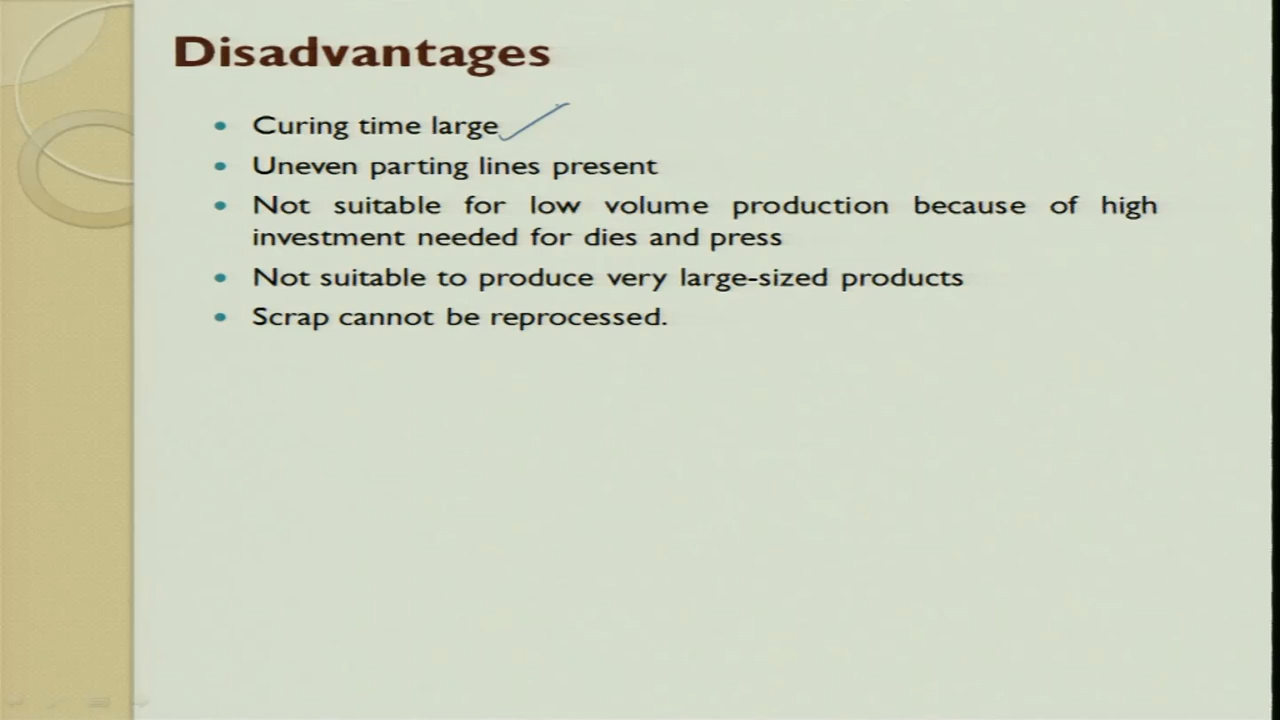 Disadvantages
• Curing time large
• Uneven parting lines present
• Not suitable for low volume production because of high
investment needed for dies and press
• Not suitable to produce very large-sized products
• Scrap cannot be reprocessed.